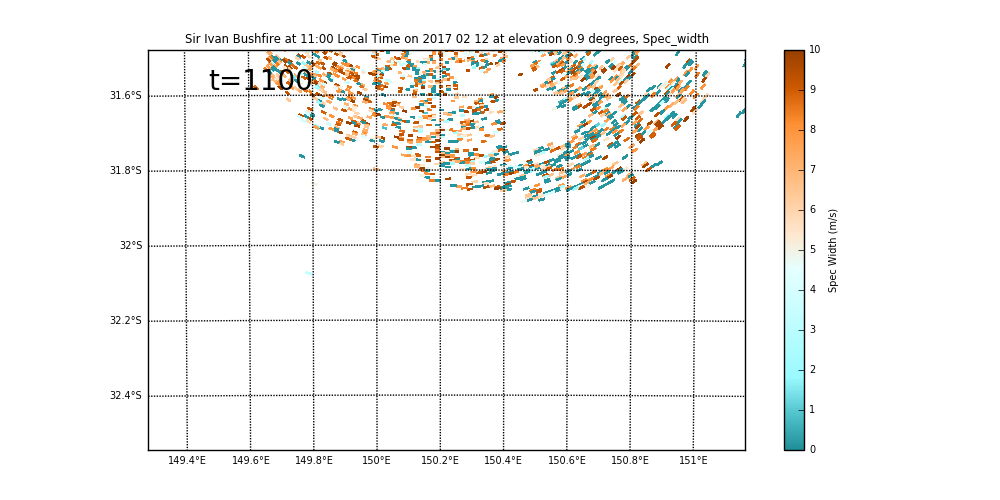 Sir Ivan Bushfire at 11:00 Local Time on 2017 02 12 at elevation 0.9 degrees, Spec_width
t=1100
31.6°S
31.8°S
32°S
32.2°S
32.4°S
149.4°E 149.6°E 149.8°E 150°E 150.2°E 150.4°E 150.6°E 150.8°E 151°E
10
9
8
7
6
5
4
3
2
1
0
Spec Width (m/s)